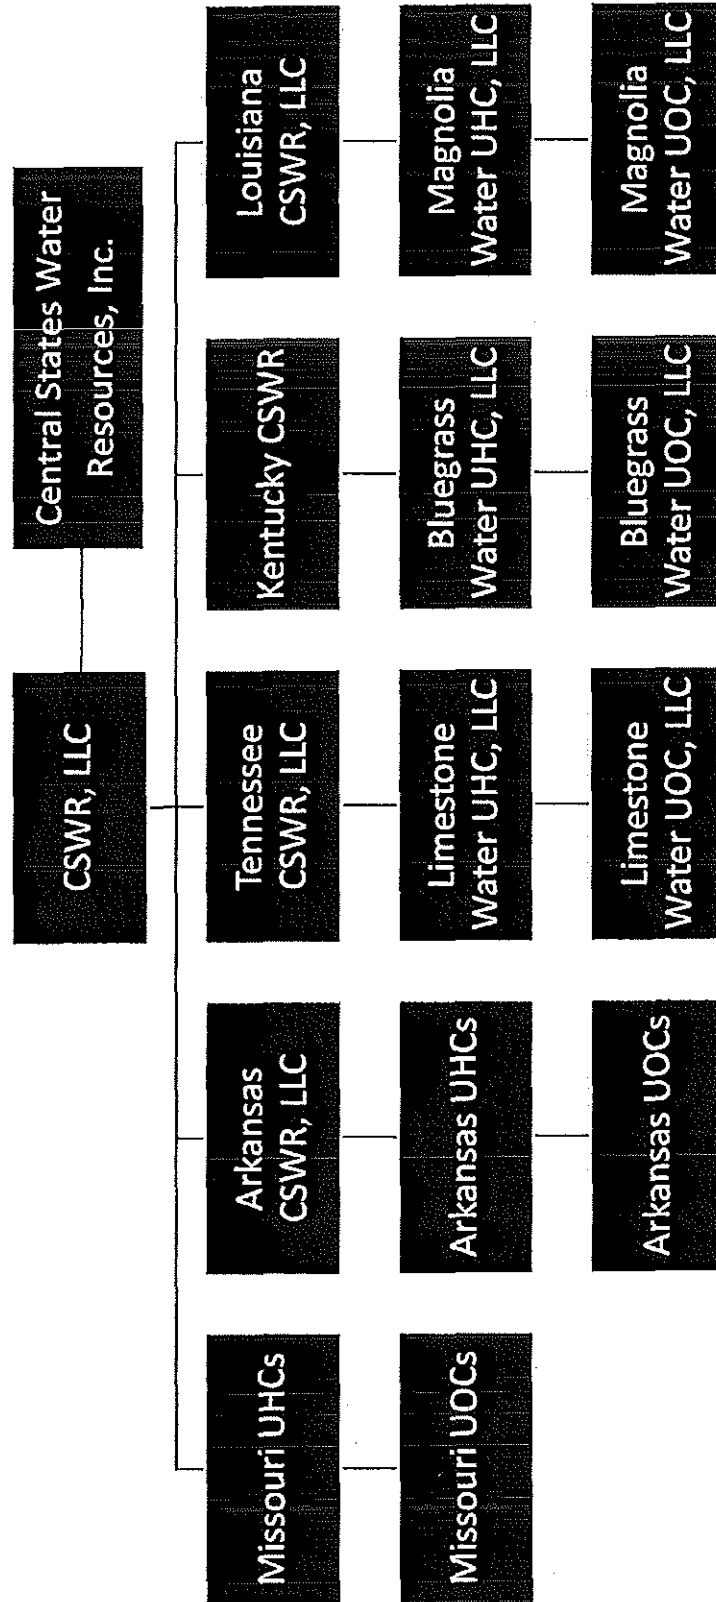 CSWR, LLC
Central States Water
Resources, Inc.
Missouri UHCs
Arkansas
CSWR, LLC
Tennessee
CSWR, LLC
Kentucky CSWR
Louisiana
CSWR, LLC
Missouri UOCs
Arkansas UHCs
Limestone
Water UHC, LLC
Bluegrass
Water UHC, LLC
Magnolia
Water UHC, LLC
Arkansas UOCs
Limestone
Water UOC, LLC
Bluegrass
Water UOC, LLC
Magnolia
Water UOC, LLC